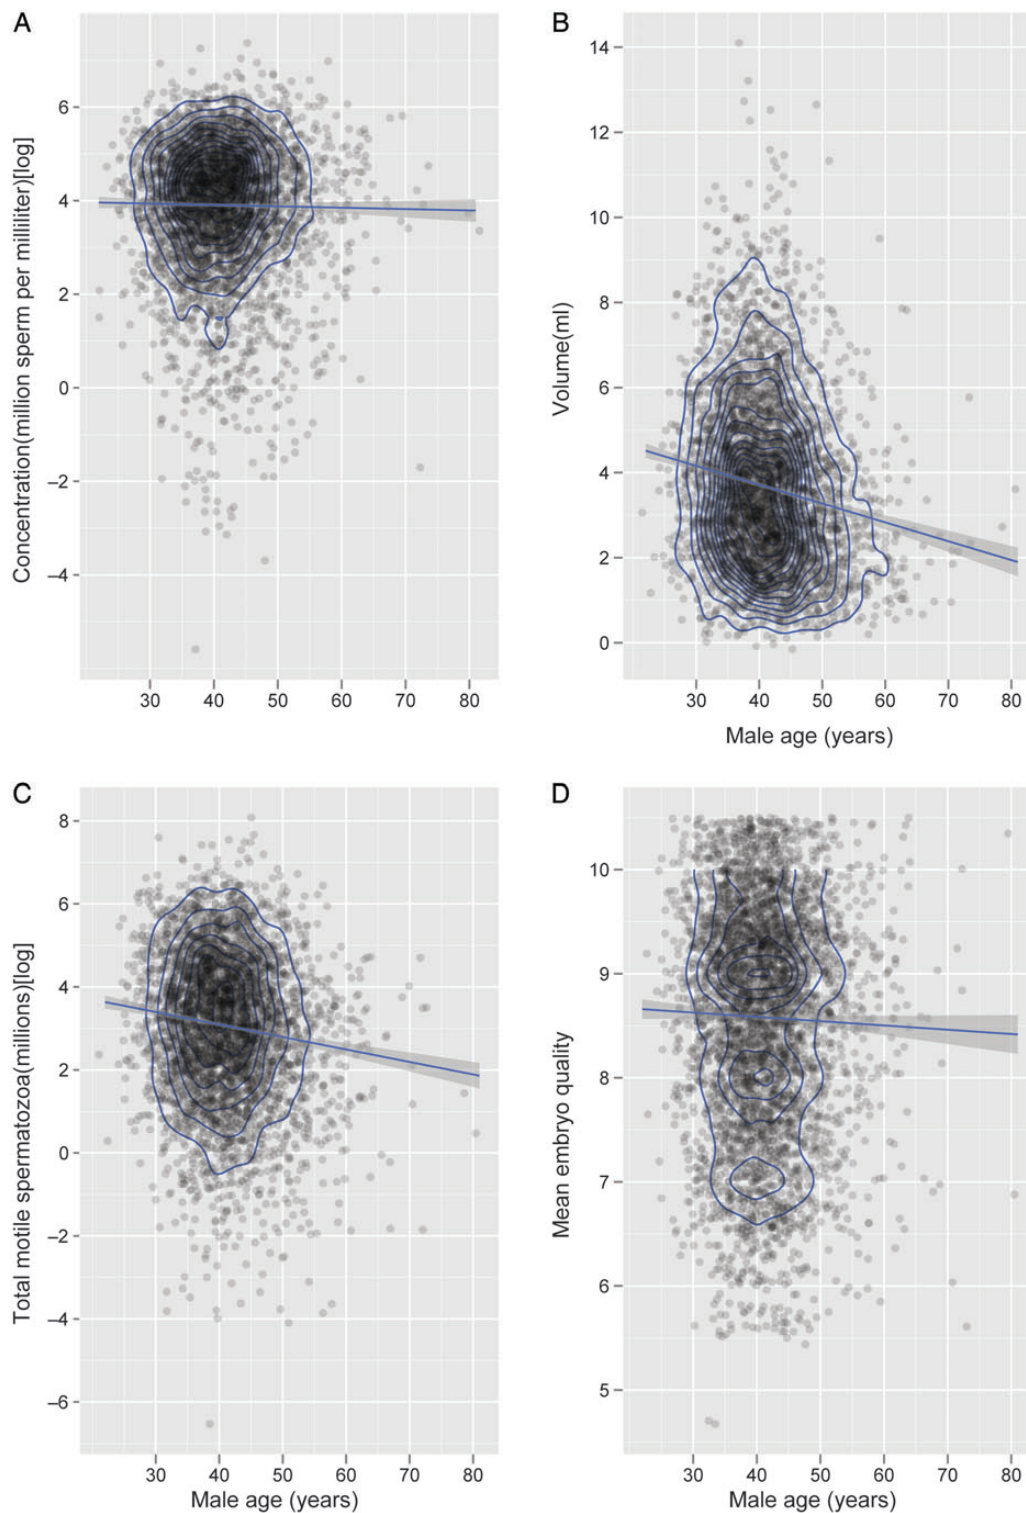 A
Concentration(million sperm per milliliter)[log]
6
4
2
0
−2
−4
30 40 50 60 70 80
B
Volume(ml)
14
12
10
8
6
4
2
0
30 40 50 60 70 80
Male age (years)
C
Total motile spermatozoa(millions)[log]
8
6
4
2
0
−2
−4
−6
30 40 50 60 70 80
Male age (years)
D
Mean embryo quality
10
9
8
7
6
5
30 40 50 60 70 80
Male age (years)